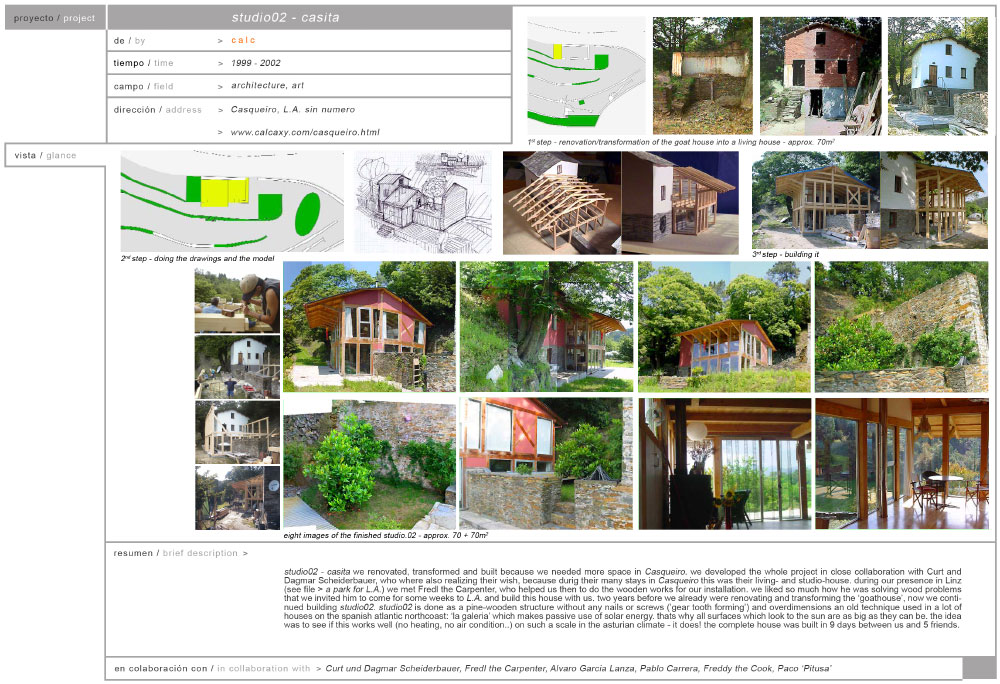 proyecto / project
studio02 - casita
de / by > calc
tiempo / time > 1999 - 2002
campo / field > architecture, art
dirección / address > Casqueiro, L.A. sin numero
> www.calcaxy.com/casqueiro.html
1st step - renovation/transformation of the goat house into a living house - approx. 70m²
vista / glance
2nd step - doing the drawings and the model
3rd step - building it
eight images of the finished studio.02 - approx. 70 + 70m²
resumen / brief description >
studio02 - casita we renovated, transformed and built because we needed more space in Casqueiro. we developed the whole project in close collaboration with Curt and
Dagmar Scheiderbauer, who where also realizing their wish, because durig their many stays in Casqueiro this was their living- and studio-house. during our presence in Linz
(see file > a park for L.A.) we met Fredl the Carpenter, who helped us then to do the wooden works for our installation. we liked so much how he was solving wood problems
that we invited him to come for some weeks to L.A. and build this house with us. two years before we already were renovating and transforming the 'goathouse', now we conti-
nued building studio02. studio02 is done as a pine-wooden structure without any nails or screws ('gear tooth forming') and overdimensions an old technique used in a lot of
houses on the spanish atlantic northcoast: 'la galeria' which makes passive use of solar energy. thats why all surfaces which look to the sun are as big as they can be. the idea
was to see if this works well (no heating, no air condition..) on such a scale in the asturian climate - it does! the complete house was built in 9 days between us and 5 friends.
en colaboración con / in collaboration with > Curt und Dagmar Scheiderbauer, Fredl the Carpenter, Alvaro García Lanza, Pablo Carrera, Freddy the Cook, Paco 'Pitusa'